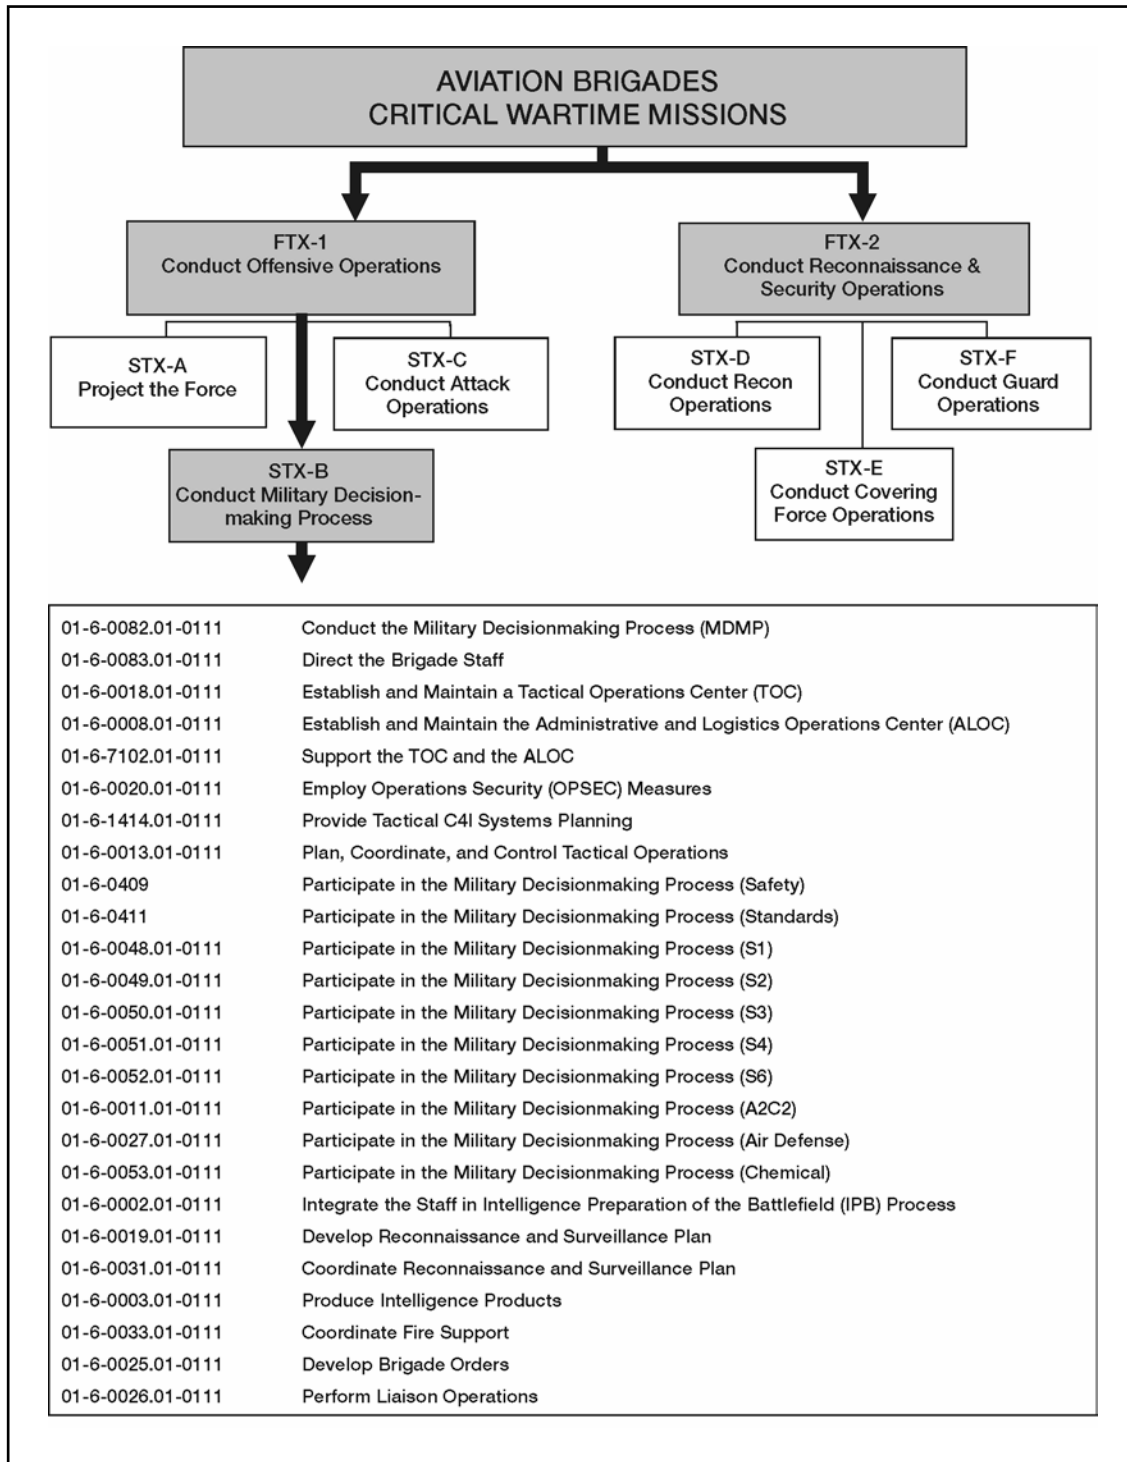 AVIATION BRIGADES
CRITICAL WARTIME MISSIONS
FTX-1
Conduct Offensive Operations
FTX-2
Conduct Reconnaissance &
Security Operations
STX-A
Project the Force
STX-C
Conduct Attack
Operations
STX-D
Conduct Recon
Operations
STX-F
Conduct Guard
Operations
STX-B
Conduct Military Decision-
making Process
STX-E
Conduct Covering
Force Operations
01-6-0082.01-0111 Conduct the Military Decisionmaking Process (MDMP)
01-6-0083.01-0111 Direct the Brigade Staff
01-6-0018.01-0111 Establish and Maintain a Tactical Operations Center (TOC)
01-6-0008.01-0111 Establish and Maintain the Administrative and Logistics Operations Center (ALOC)
01-6-7102.01-0111 Support the TOC and the ALOC
01-6-0020.01-0111 Employ Operations Security (OPSEC) Measures
01-6-1414.01-0111 Provide Tactical C4I Systems Planning
01-6-0013.01-0111 Plan, Coordinate, and Control Tactical Operations
01-6-0409 Participate in the Military Decisionmaking Process (Safety)
01-6-0411 Participate in the Military Decisionmaking Process (Standards)
01-6-0048.01-0111 Participate in the Military Decisionmaking Process (S1)
01-6-0049.01-0111 Participate in the Military Decisionmaking Process (S2)
01-6-0050.01-0111 Participate in the Military Decisionmaking Process (S3)
01-6-0051.01-0111 Participate in the Military Decisionmaking Process (S4)
01-6-0052.01-0111 Participate in the Military Decisionmaking Process (S6)
01-6-0011.01-0111 Participate in the Military Decisionmaking Process (A2C2)
01-6-0027.01-0111 Participate in the Military Decisionmaking Process (Air Defense)
01-6-0053.01-0111 Participate in the Military Decisionmaking Process (Chemical)
01-6-0002.01-0111 Integrate the Staff in Intelligence Preparation of the Battlefield (IPB) Process
01-6-0019.01-0111 Develop Reconnaissance and Surveillance Plan
01-6-0031.01-0111 Coordinate Reconnaissance and Surveillance Plan
01-6-0003.01-0111 Produce Intelligence Products
01-6-0033.01-0111 Coordinate Fire Support
01-6-0025.01-0111 Develop Brigade Orders
01-6-0026.01-0111 Perform Liaison Operations